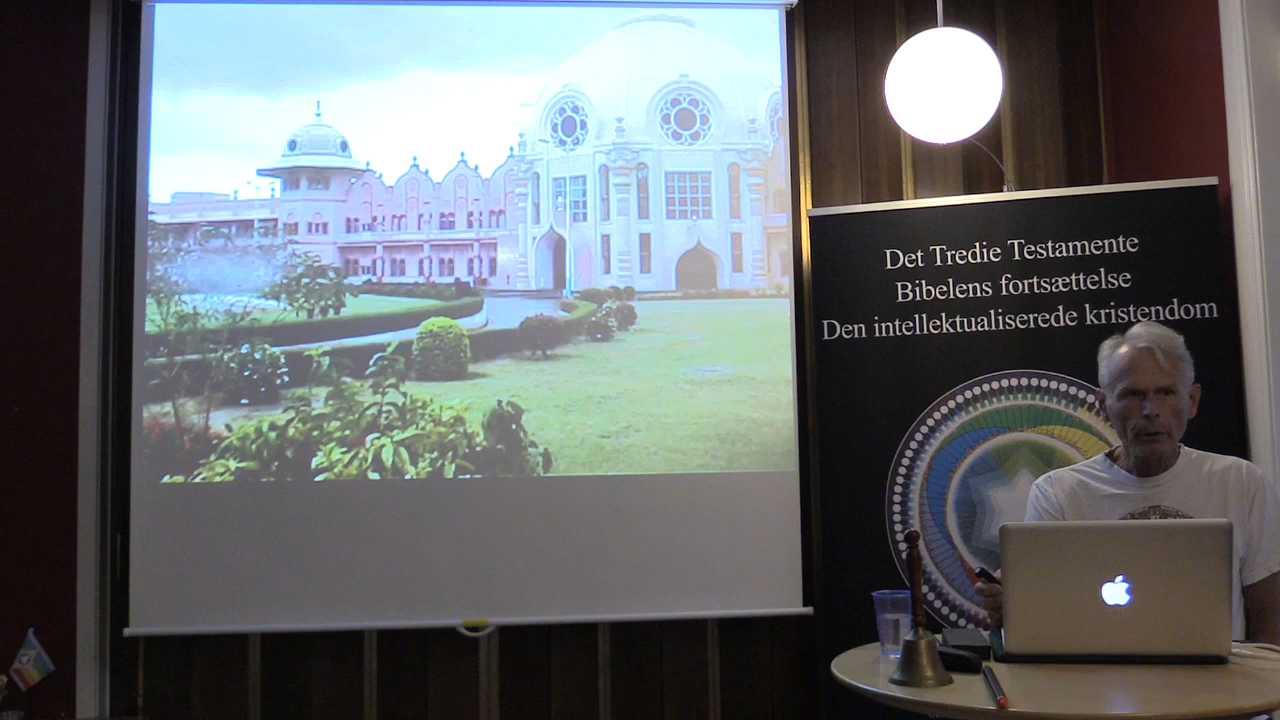 Det Tredie Testamente
Bibelens fortsættelse
Den intellektualiserede kristendom